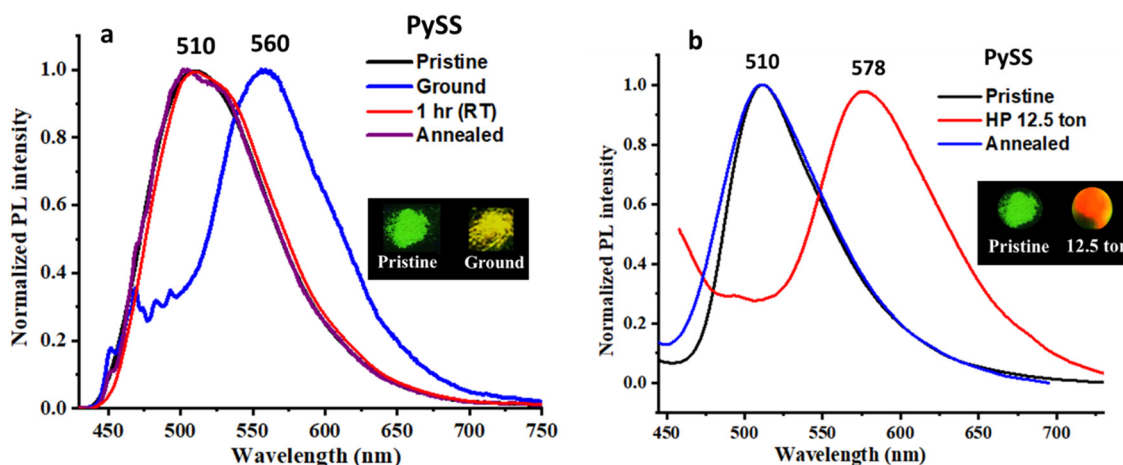 a
PySS
510
560
Pristine
Ground
1 hr (RT)
Annealed
Normalized PL intensity
1.0
0.8
0.6
0.4
0.2
0.0
Pristine Ground
450 500 550 600 650 700 750
Wavelength (nm)
b
PySS
510
578
Pristine
HP 12.5 ton
Annealed
Normalized PL intensity
1.0
0.8
0.6
0.4
0.2
0.0
Pristine 12.5 ton
450 500 550 600 650 700
Wavelength (nm)